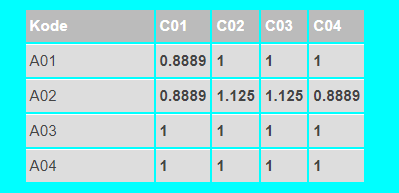 Kode C01 C02 C03 C04
A01 0.8889 1 1 1
A02 0.8889 1.125 1.125 0.8889
A03 1 1 1 1
A04 1 1 1 1